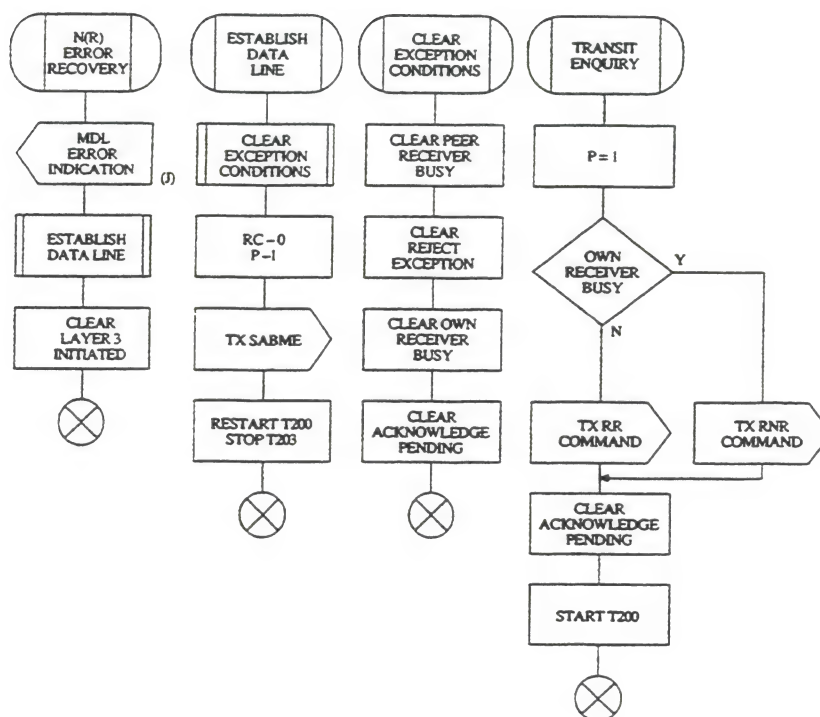 N(R)
ERROR
RECOVERY
MDL
ERROR
INDICATION
(J)
ESTABLISH
DATA LINE
CLEAR
LAYER 3
INITIATED
ESTABLISH
DATA
LINE
CLEAR
EXCEPTION
CONDITIONS
RC – 0
P – 1
TX SABME
RESTART T200
STOP T203
CLEAR
EXCEPTION
CONDITIONS
CLEAR PEER
RECEIVER
BUSY
CLEAR
REJECT
EXCEPTION
CLEAR OWN
RECEIVER
BUSY
CLEAR
ACKNOWLEDGE
PENDING
TRANSIT
ENQUIRY
P = 1
OWN
RECEIVER
BUSY
Y
N
TX RR
COMMAND
TX RNR
COMMAND
CLEAR
ACKNOWLEDGE
PENDING
START T200